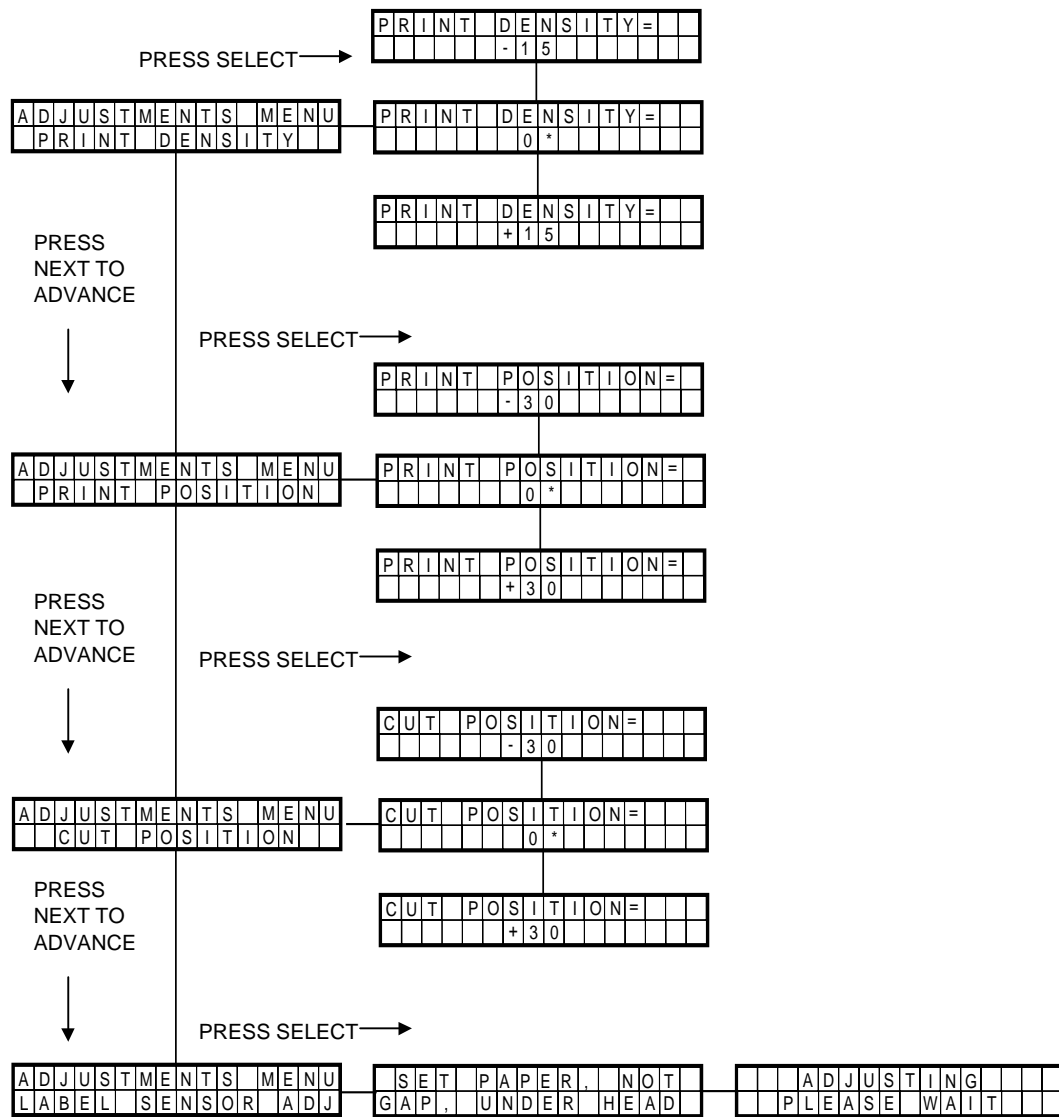 PRINT DENSITY=
-15
PRESS SELECT
ADJUSTMENTS MENU
PRINT DENSITY
PRINT DENSITY=
0*
PRINT DENSITY=
+15
PRESS
NEXT TO
ADVANCE
PRESS SELECT
PRINT POSITION=
-30
ADJUSTMENTS MENU
PRINT POSITION
PRINT POSITION=
0*
PRINT POSITION=
+30
PRESS
NEXT TO
ADVANCE
PRESS SELECT
CUT POSITION=
-30
ADJUSTMENTS MENU
CUT POSITION
CUT POSITION=
0*
CUT POSITION=
+30
PRESS
NEXT TO
ADVANCE
PRESS SELECT
ADJUSTMENTS MENU
LABEL SENSOR ADJ
SET PAPER, NOT
GAP, UNDER HEAD
ADJUSTING
PLEASE WAIT